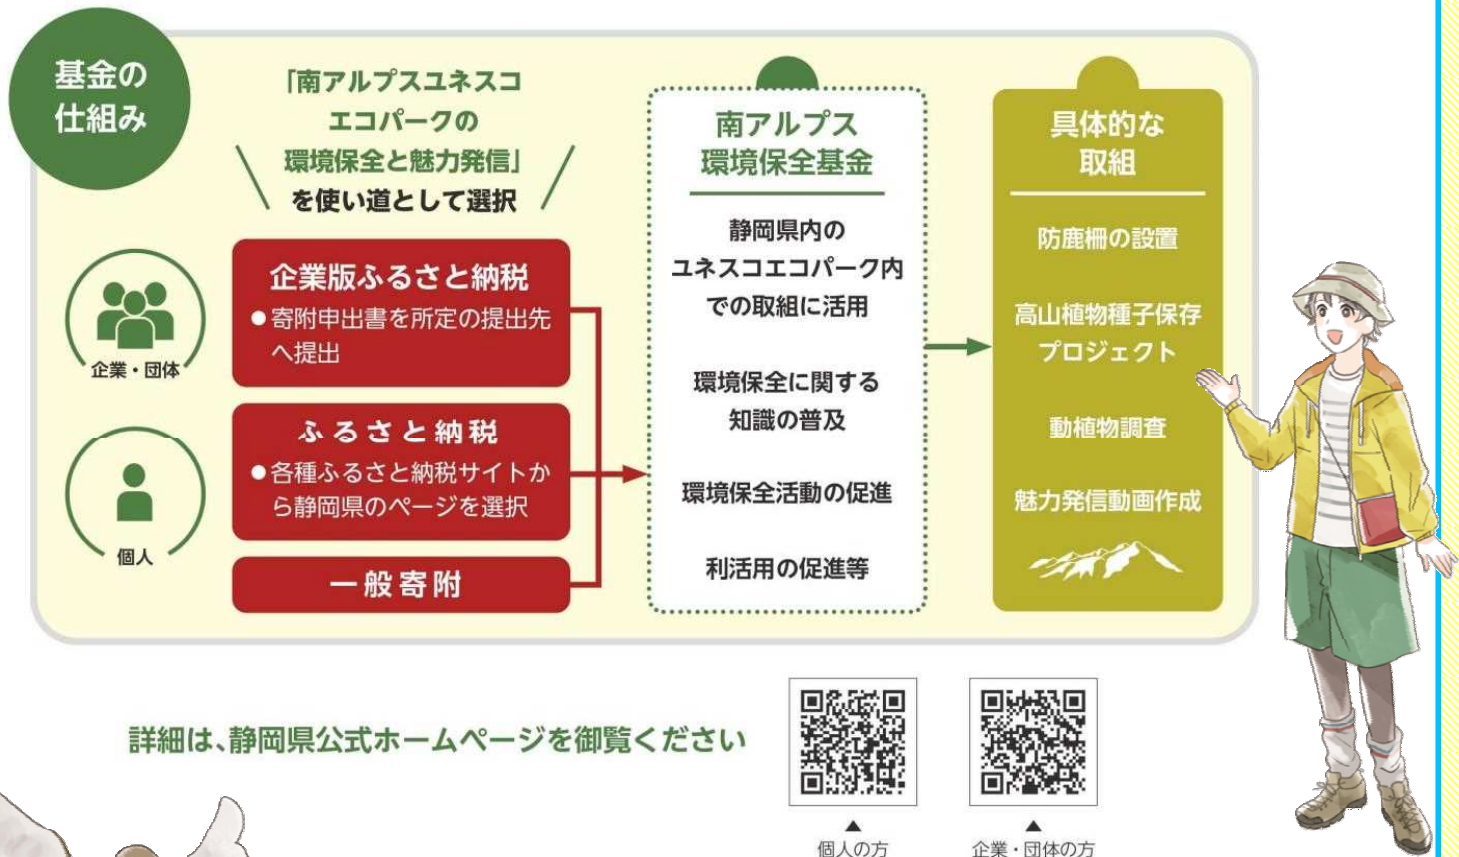 基金の
仕組み
「南アルプスユネスコ
エコパークの
環境保全と魅力発信」
を使い道として選択
企業・団体
企業版ふるさと納税
●寄附申出書を所定の提出先
へ提出
個人
ふるさと納税
●各種ふるさと納税サイトか
ら静岡県のページを選択
一般寄附
南アルプス
環境保全基金
静岡県内の
ユネスコエコパーク内
での取組に活用
環境保全に関する
知識の普及
環境保全活動の促進
利活用の促進等
具体的な
取組
防鹿柵の設置
高山植物種子保存
プロジェクト
動植物調査
魅力発信動画作成
詳細は、静岡県公式ホームページを御覧ください
▲
個人の方
▲
企業・団体の方